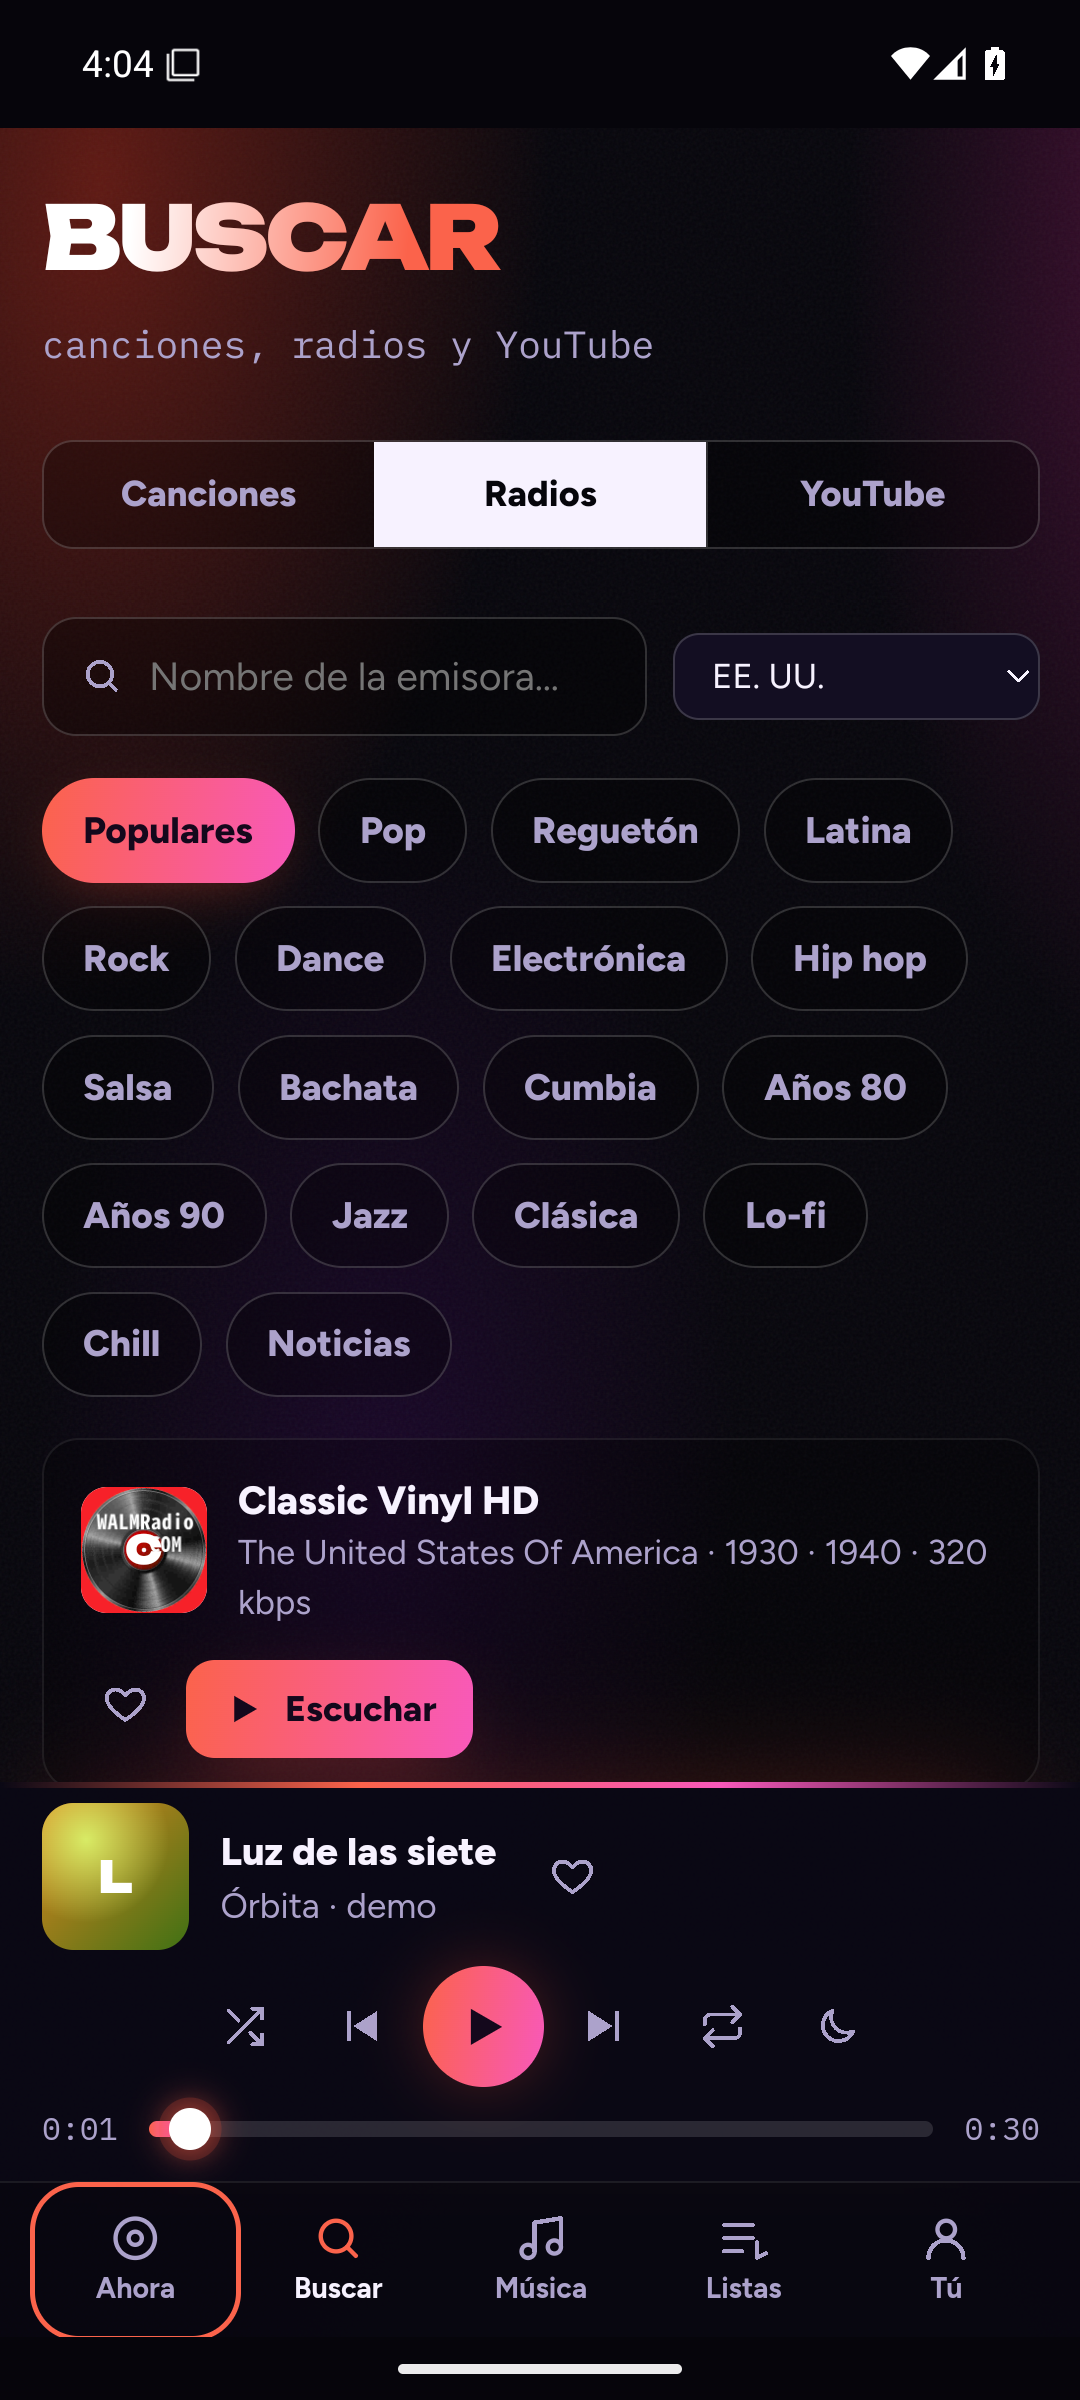 4:04
BUSCAR
canciones, radios y YouTube
Canciones
Radios
YouTube
Nombre de la emisora...
EE. UU.
Populares
Pop
Reguetón
Latina
Rock
Dance
Electrónica
Hip hop
Salsa
Bachata
Cumbia
Años 80
Años 90
Jazz
Clásica
Lo-fi
Chill
Noticias
WALMRadio
COM
Classic Vinyl HD
The United States Of America · 1930 · 1940 · 320
kbps
Escuchar
L
Luz de las siete
Órbita · demo
0:01
0:30
Ahora
Buscar
Música
Listas
Tú